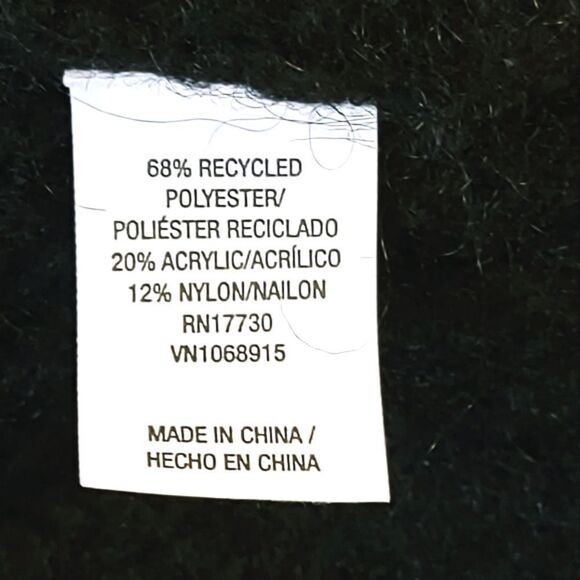 68% RECYCLED
POLYESTER/
POLIÉSTER RECICLADO
20% ACRYLIC/ACRÍLICO
12% NYLON/NAILON
RN17730
VN1068915
MADE IN CHINA /
HECHO EN CHINA